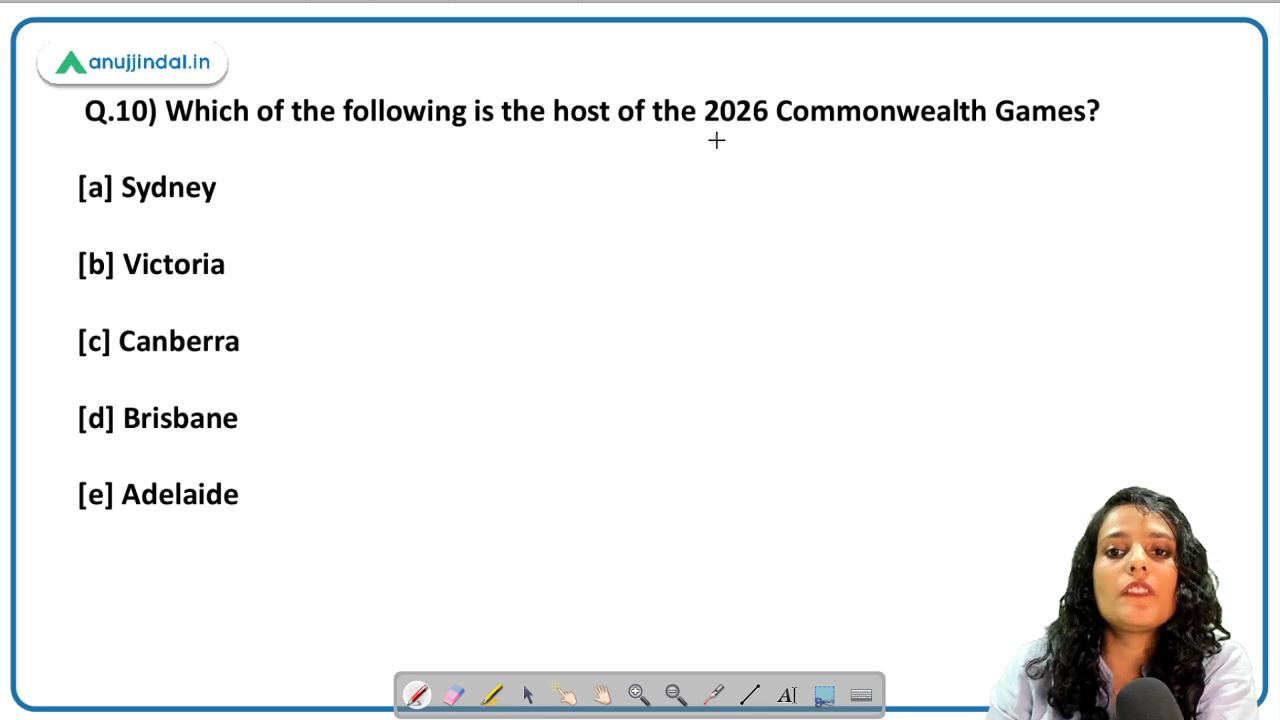 anujjindal.in
Q.10) Which of the following is the host of the 2026 Commonwealth Games?
[a] Sydney
[b] Victoria
[c] Canberra
[d] Brisbane
[e] Adelaide
A